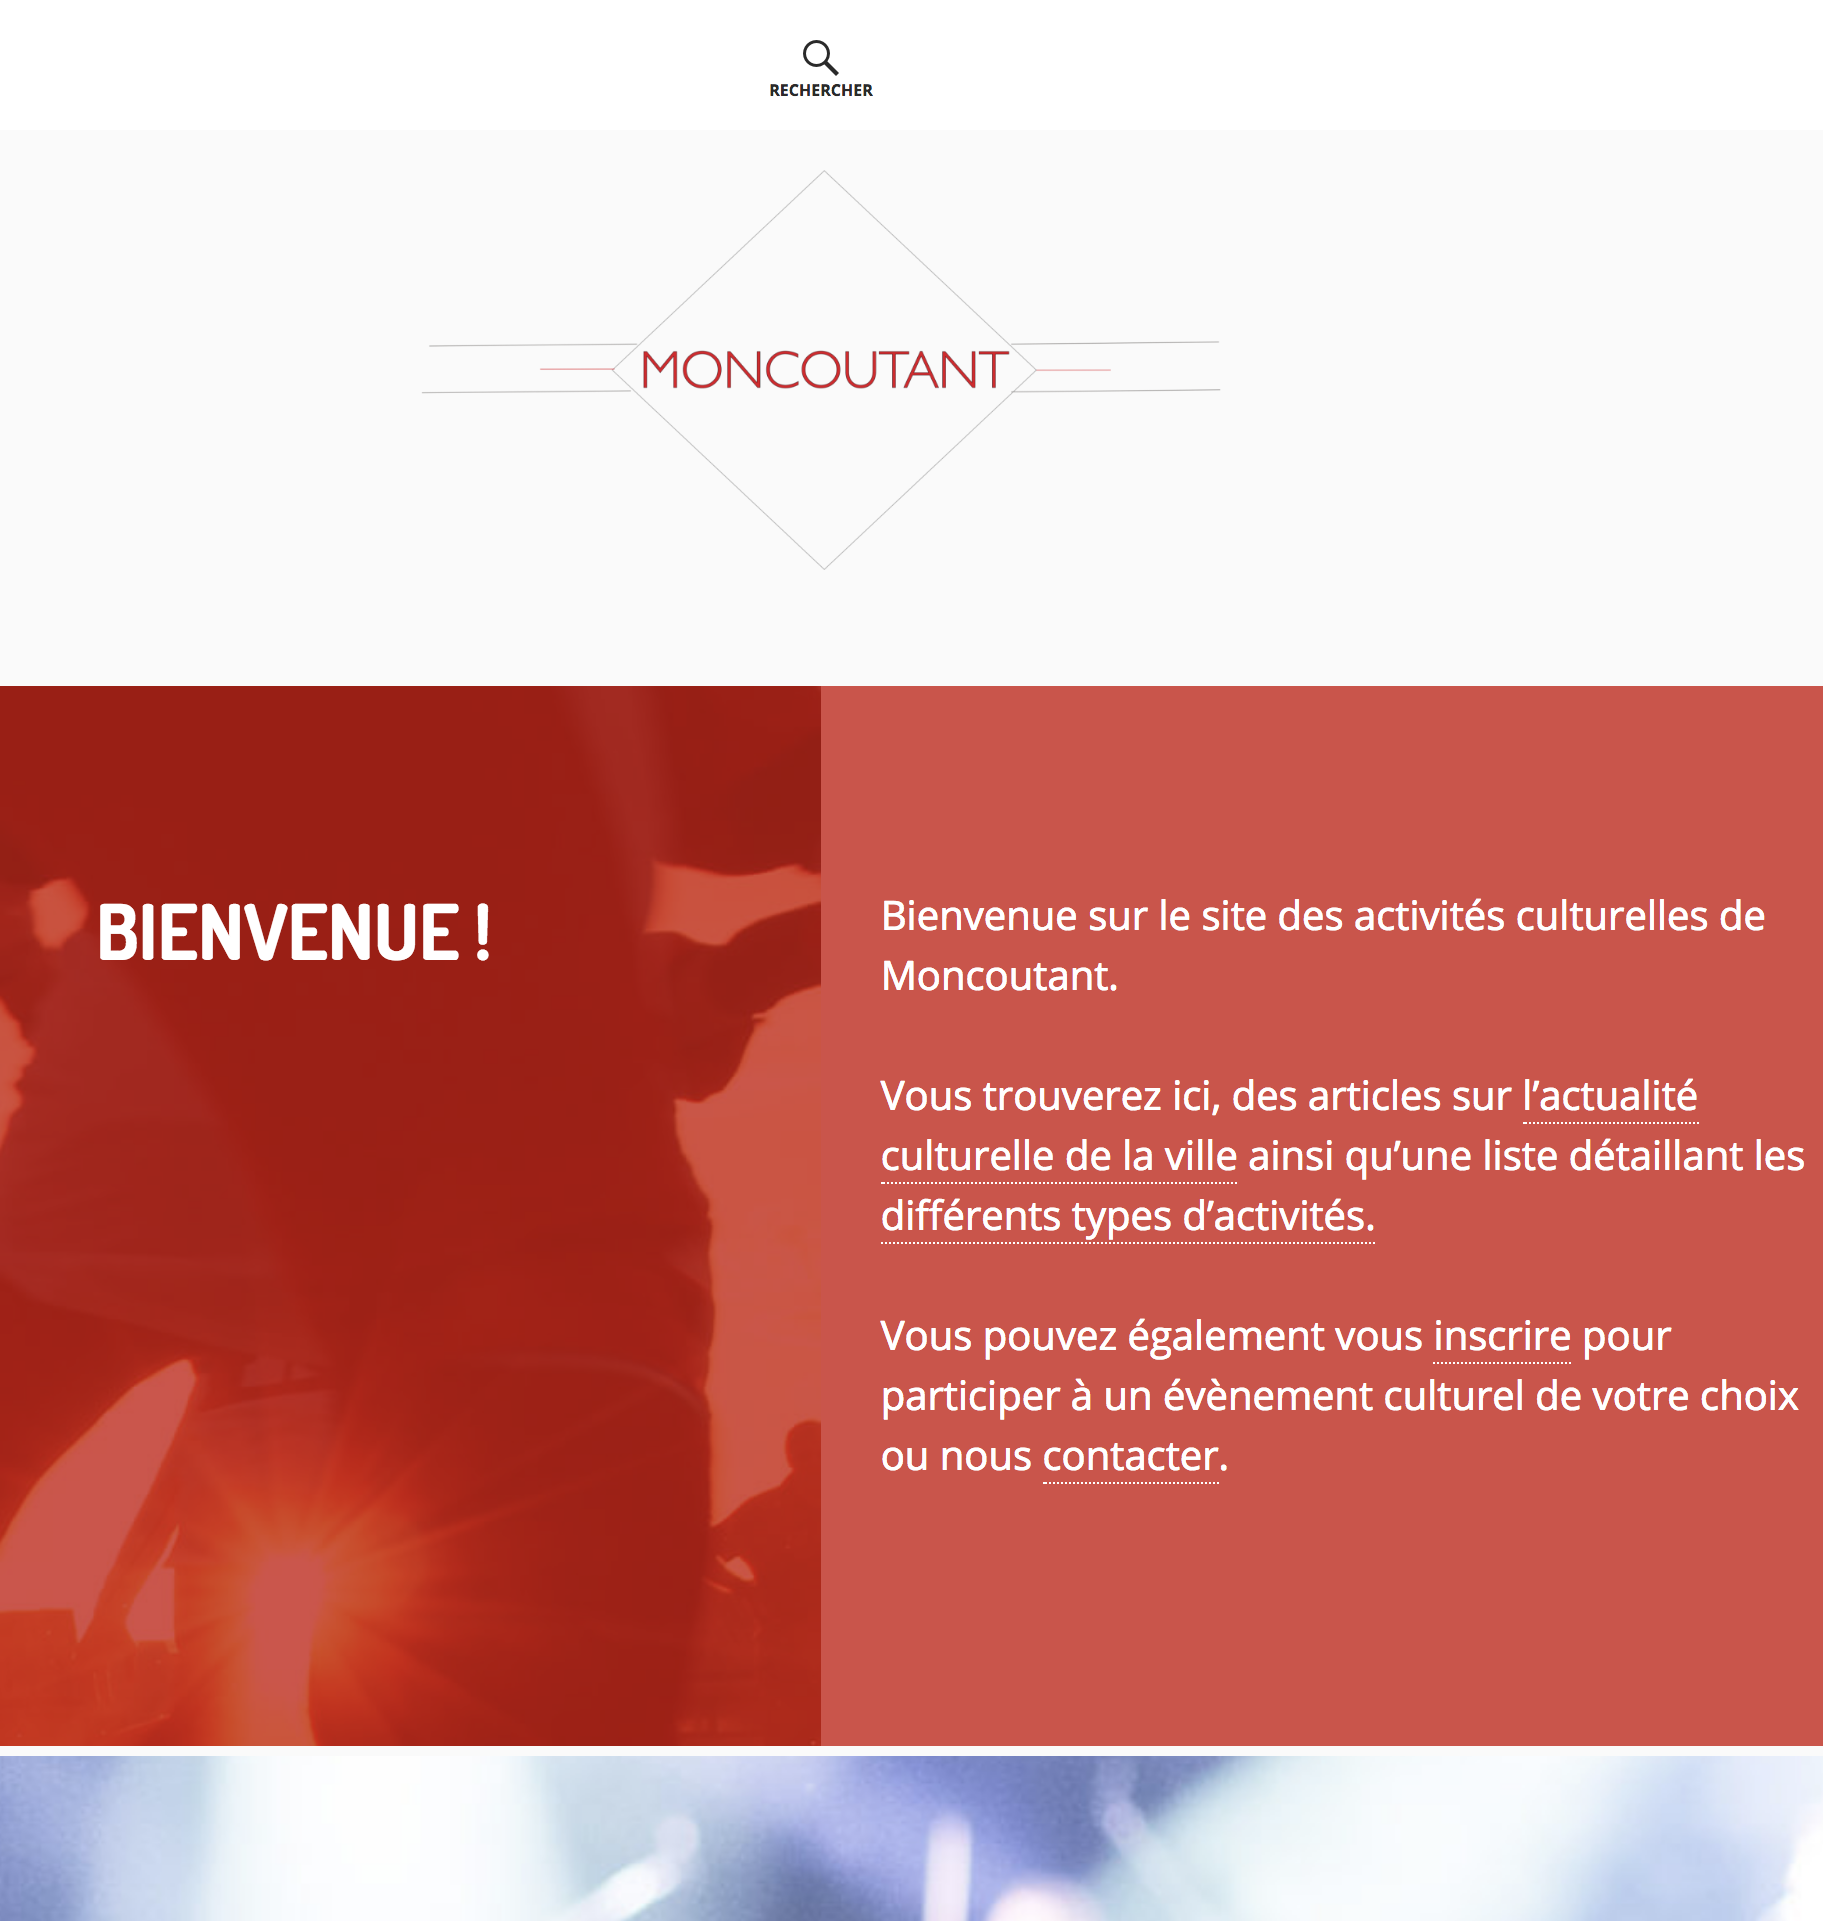 RECHERCHER
MONCOUTANT
BIENVENUE !
Bienvenue sur le site des activités culturelles de
Moncoutant.
Vous trouverez ici, des articles sur l’actualité
culturelle de la ville ainsi qu’une liste détaillant les
différents types d’activités.
Vous pouvez également vous inscrire pour
participer à un évènement culturel de votre choix
ou nous contacter.